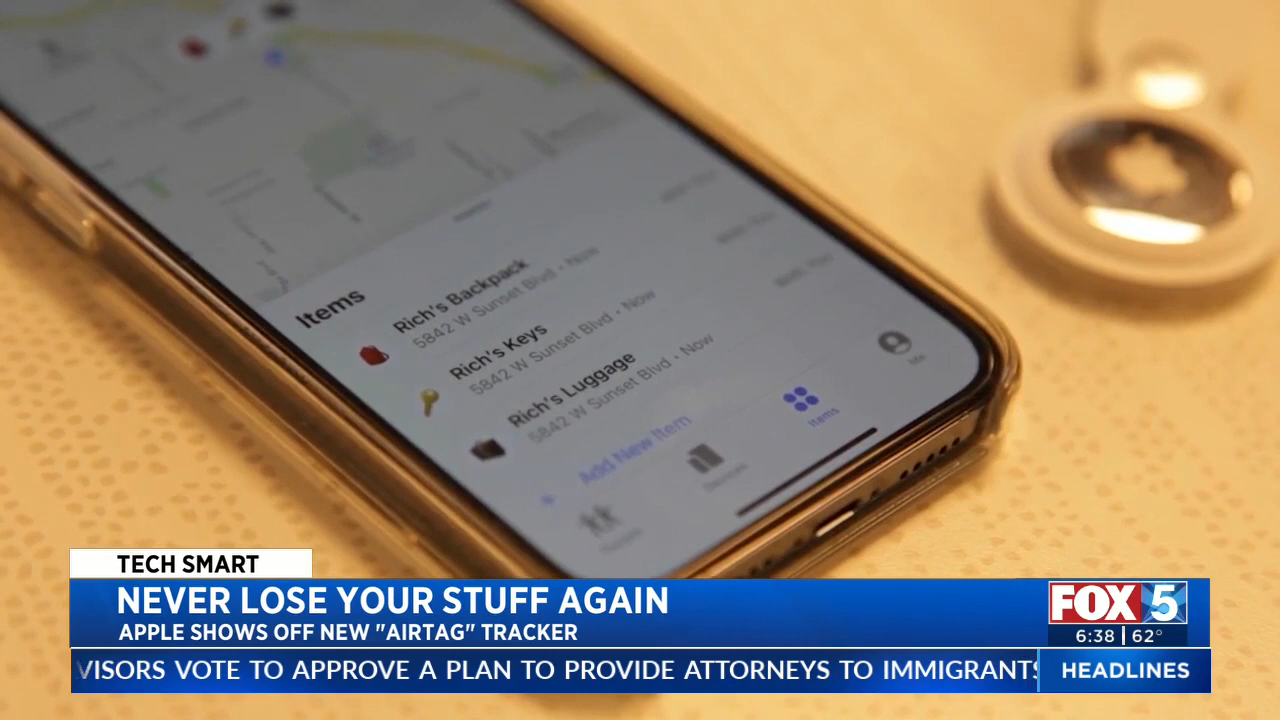 Items
Rich's Backpack
5842 W Sunset Blvd • Now
Rich's Keys
5842 W Sunset Blvd • Now
Rich's Luggage
5842 W Sunset Blvd • Now
Add New Item
Items
Me
TECH SMART
NEVER LOSE YOUR STUFF AGAIN
APPLE SHOWS OFF NEW "AIRTAG" TRACKER
FOX 5
6:38 | 62°
VISORS VOTE TO APPROVE A PLAN TO PROVIDE ATTORNEYS TO IMMIGRANTS
HEADLINES